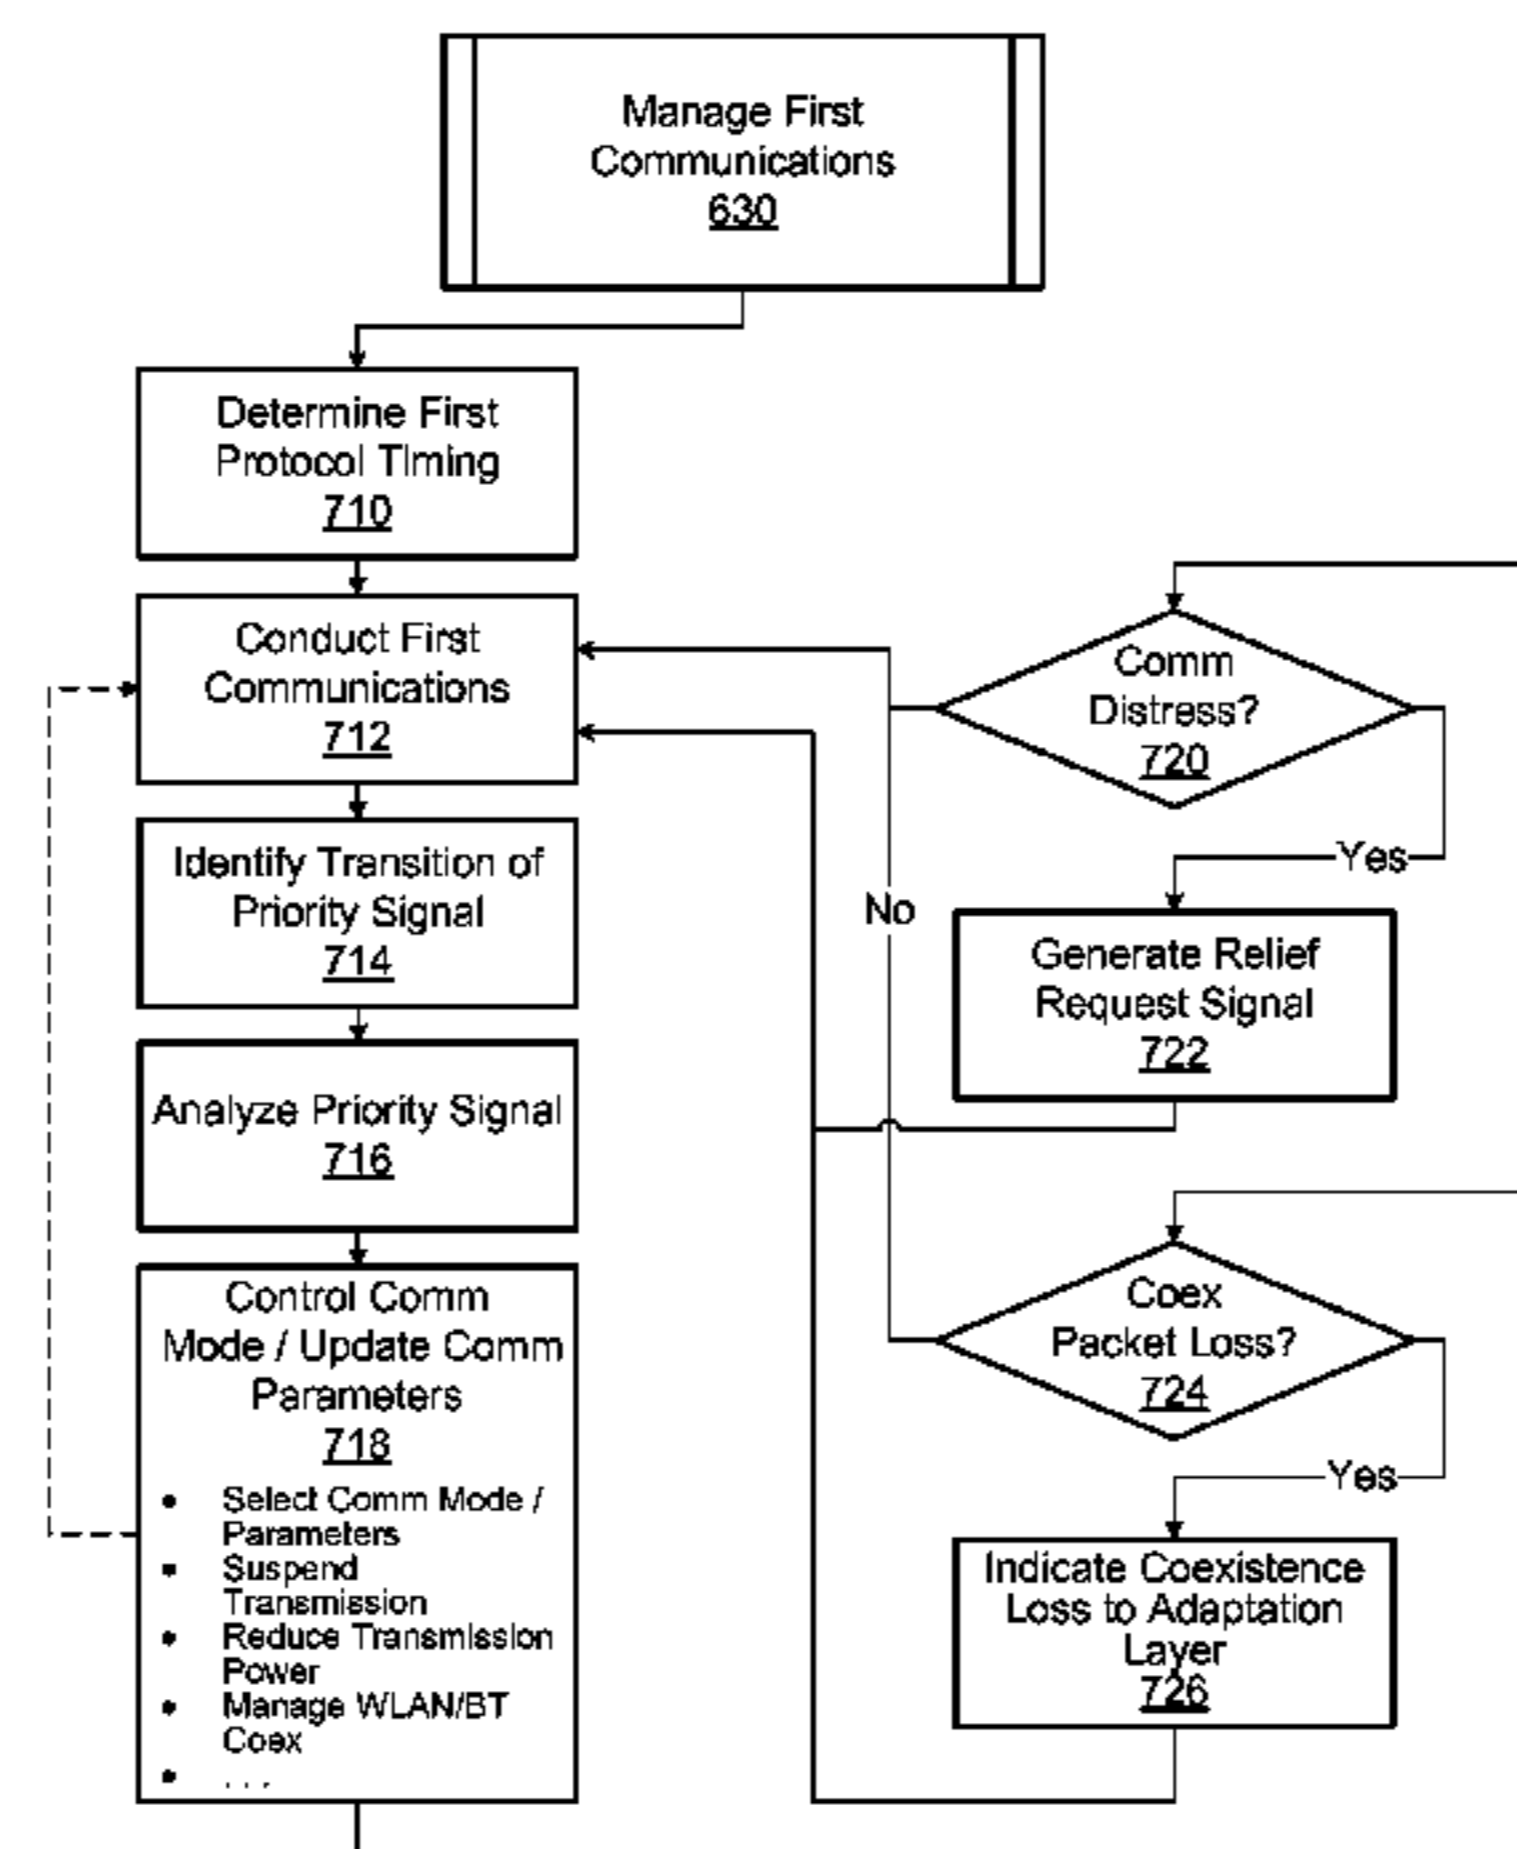 Manage First
Communications
630
Determine First
Protocol Timing
710
Conduct First
Communications
712
Identify Transition of
Priority Signal
714
Analyze Priority Signal
716
Control Comm
Mode / Update Comm
Parameters
718
• Select Comm Mode /
Parameters
• Suspend
Transmission
• Reduce Transmission
Power
• Manage WLAN/BT
Coex
• . . .
Comm
Distress?
720
Yes
No
Generate Relief
Request Signal
722
Coex
Packet Loss?
724
Yes
Indicate Coexistence
Loss to Adaptation
Layer
726